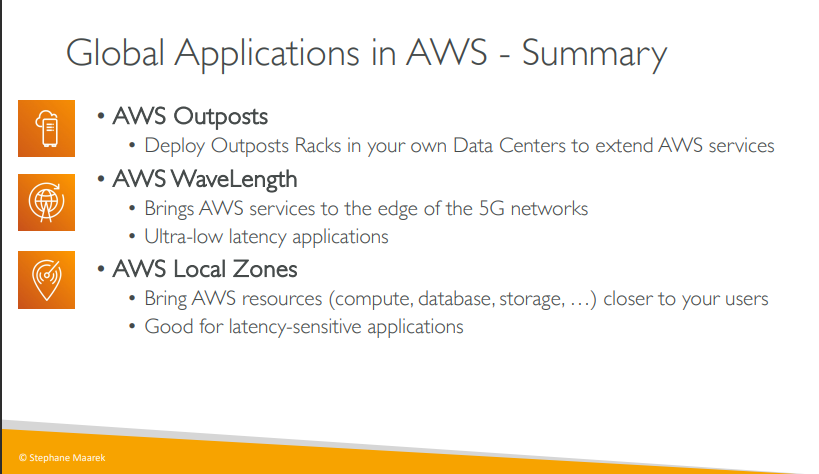 Global Applications in AWS - Summary
• AWS Outposts
• Deploy Outposts Racks in your own Data Centers to extend AWS services
• AWS WaveLength
• Brings AWS services to the edge of the 5G networks
• Ultra-low latency applications
• AWS Local Zones
• Bring AWS resources (compute, database, storage, …) closer to your users
• Good for latency-sensitive applications
© Stephane Maarek